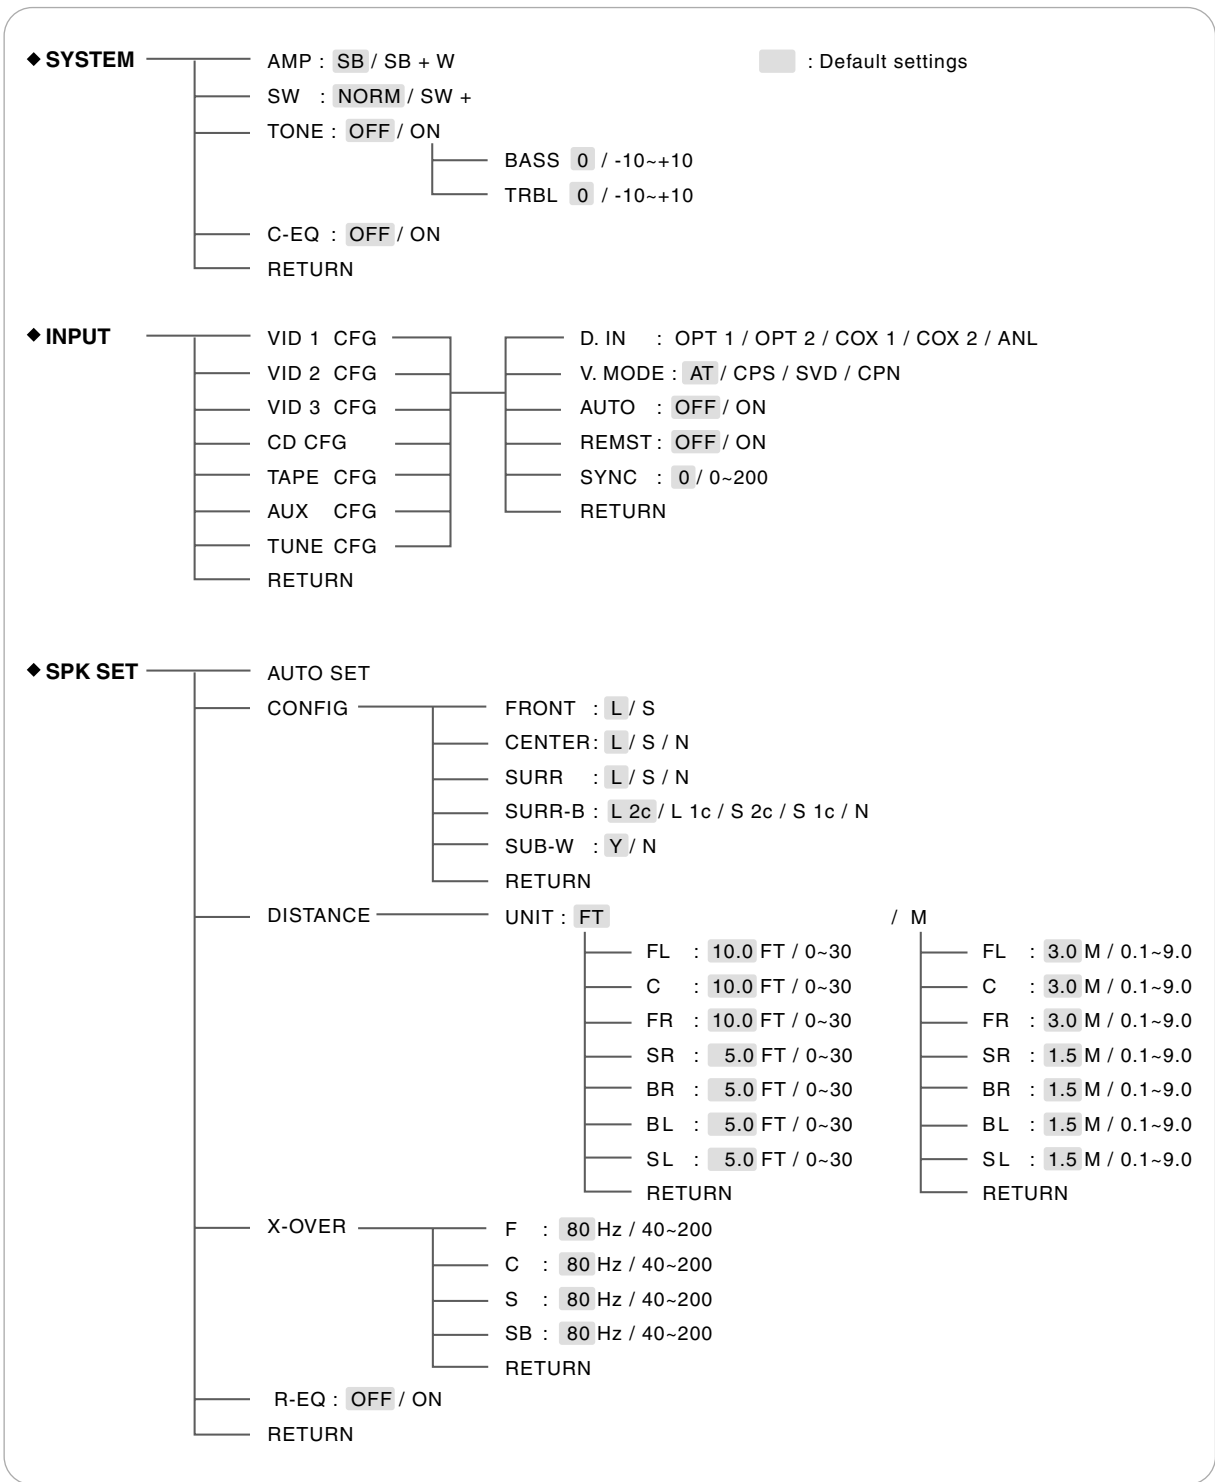 ◆ SYSTEM AMP : SB / SB + W : Default settings
SW : NORM / SW +
TONE : OFF / ON
BASS 0 / -10~+10
TRBL 0 / -10~+10
C-EQ : OFF / ON
RETURN
◆ INPUT VID 1 CFG D. IN : OPT 1 / OPT 2 / COX 1 / COX 2 / ANL
VID 2 CFG V. MODE : AT / CPS / SVD / CPN
VID 3 CFG AUTO : OFF / ON
CD CFG REMST : OFF / ON
TAPE CFG SYNC : 0 / 0~200
AUX CFG RETURN
TUNE CFG
RETURN
◆ SPK SET AUTO SET
CONFIG FRONT : L / S
CENTER : L / S / N
SURR : L / S / N
SURR-B : L 2c / L 1c / S 2c / S 1c / N
SUB-W : Y / N
RETURN
DISTANCE UNIT : FT / M
FL : 10.0 FT / 0~30 FL : 3.0 M / 0.1~9.0
C : 10.0 FT / 0~30 C : 3.0 M / 0.1~9.0
FR : 10.0 FT / 0~30 FR : 3.0 M / 0.1~9.0
SR : 5.0 FT / 0~30 SR : 1.5 M / 0.1~9.0
BR : 5.0 FT / 0~30 BR : 1.5 M / 0.1~9.0
BL : 5.0 FT / 0~30 BL : 1.5 M / 0.1~9.0
SL : 5.0 FT / 0~30 SL : 1.5 M / 0.1~9.0
RETURN RETURN
X-OVER F : 80 Hz / 40~200
C : 80 Hz / 40~200
S : 80 Hz / 40~200
SB : 80 Hz / 40~200
RETURN
R-EQ : OFF / ON
RETURN